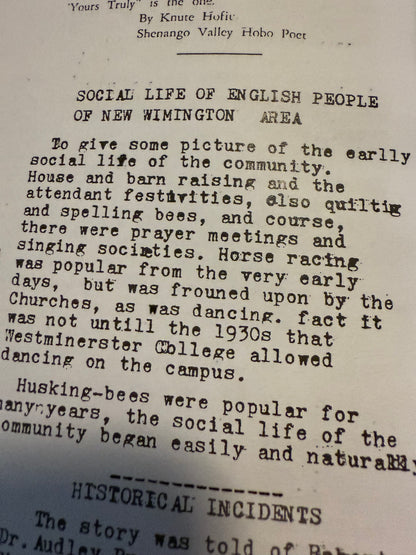 "Yours Truly" is the one.
By Knute Hofic
Shenango Valley Hobo Poet
SOCIAL LIFE OF ENGLISH PEOPLE
OF NEW WIMINGTON AREA
To give some picture of the earlly
social life of the community.
House and barn raising and the
attendant festivities, also quiltig
and spelling bees, and course,
there were prayer meetings and
singing societies. Horse racing
was popular from the very early
days, but was frouned upon by the
Churches, as was dancing. fact it
was not untill the 1930s that
Westminerster College allowed
dancing on the campus.
Husking-bees were popular for
many years, the social life of the
community began easily and naturally
HISTORICAL INCIDENTS
The story was told of
Dr. Audley